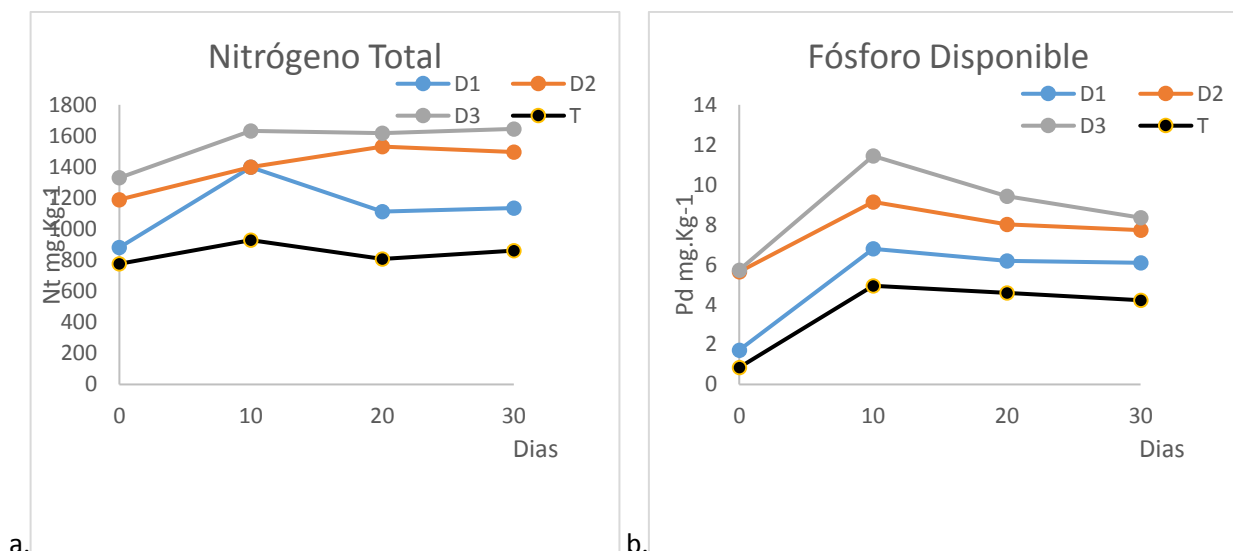 Nitrógeno Total
D1 D2
D3 T
1800
1600
1400
1200
1000
800
600
400
200
0
Nt mg.Kg-1
0 10 20 30
Dias
a.
Fósforo Disponible
D1 D2
D3 T
14
12
10
8
6
4
2
0
Pd mg.Kg-1
0 10 20 30
Dias
b.